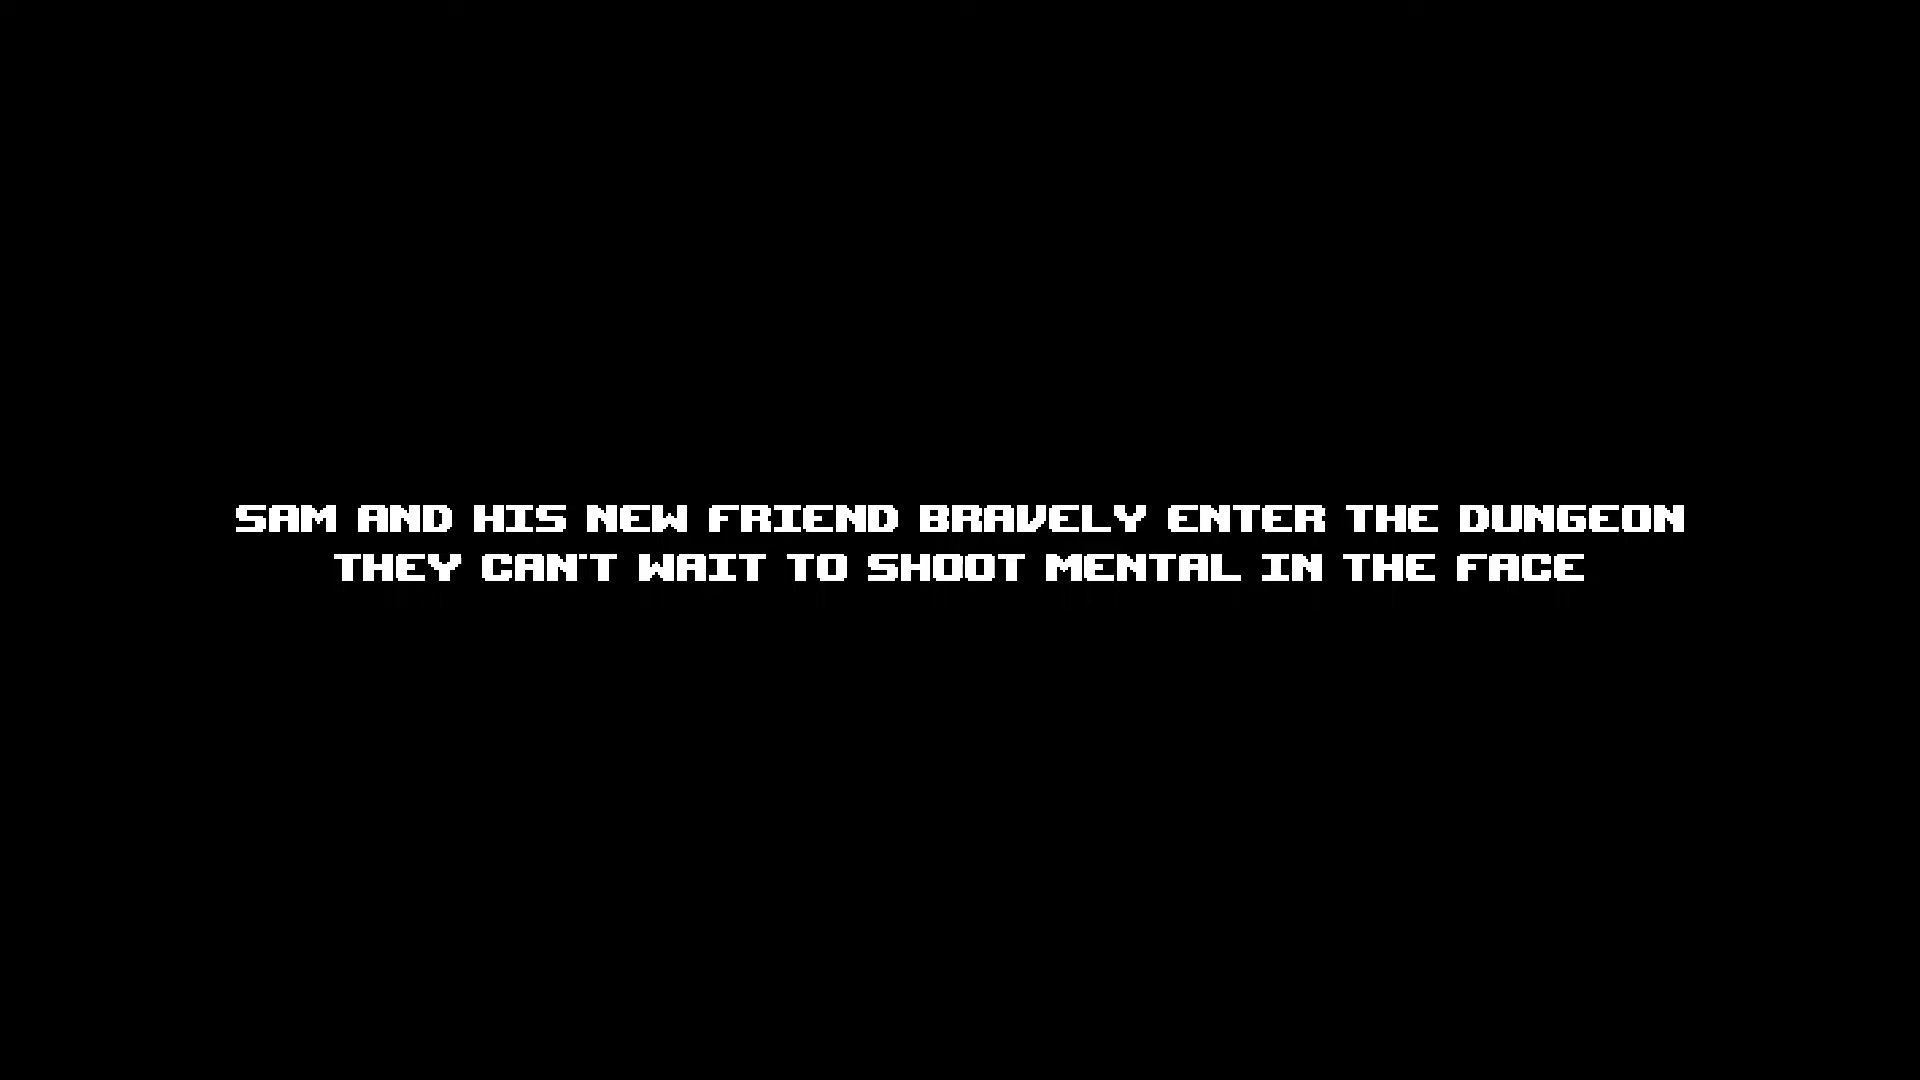 SAM AND HIS NEW FRIEND BRAVELY ENTER THE DUNGEON
THEY CAN'T WAIT TO SHOOT MENTAL IN THE FACE